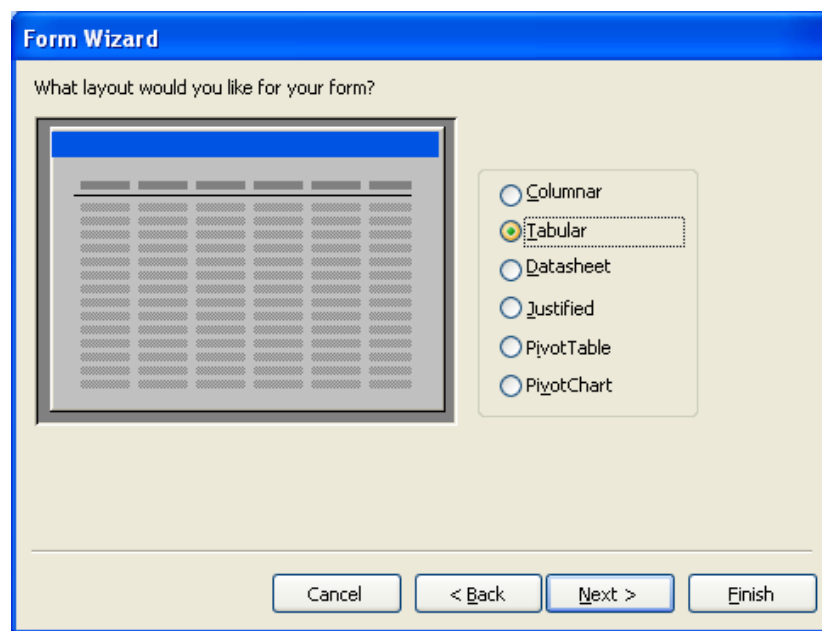 Form Wizard
What layout would you like for your form?
Columnar
Tabular
Datasheet
Justified
PivotTable
PivotChart
Cancel < Back Next > Finish